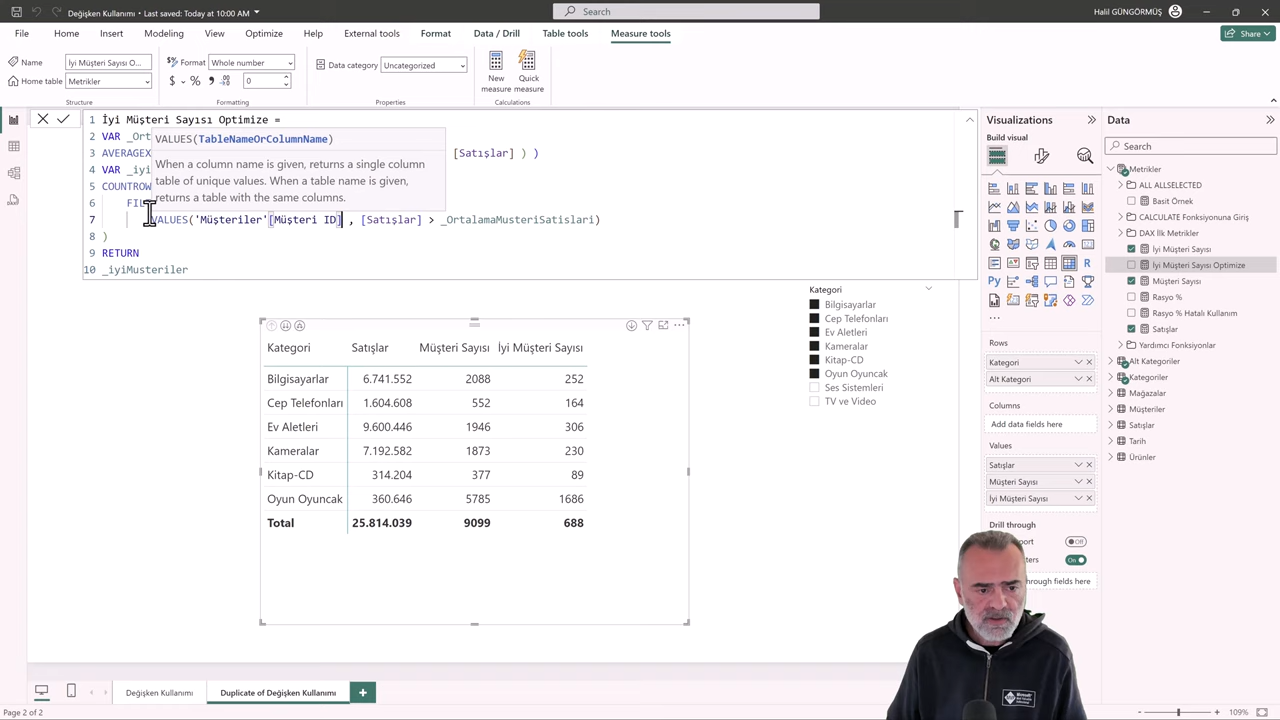 Değişken Kullanımı • Last saved: Today at 10:00 AM
Search
Halil GÜNGÖRMÜŞ
File Home Insert Modeling View Optimize Help External tools Format Data / Drill Table tools Measure tools
Share
Name İyi Müşteri Sayısı O...
Home table Metrikler
Structure
Format Whole number
$ % 0
Formatting
Data category Uncategorized
Properties
New measure
Quick measure
Calculations
1 İyi Müşteri Sayısı Optimize =
2 VAR _Ort
VALUES(TableNameOrColumnName)
When a column name is given, returns a single column table of unique values. When a table name is given, returns a table with the same columns.
3 AVERAGEX [Satışlar] ) )
4 VAR _iyi
5 COUNTROW
6 FIL
7 VALUES('Müşteriler'[Müşteri ID] , [Satışlar] > _OrtalamaMusteriSatislari)
8 )
9 RETURN
10 _iyiMusteriler
Kategori Satışlar Müşteri Sayısı İyi Müşteri Sayısı
Bilgisayarlar 6.741.552 2088 252
Cep Telefonları 1.604.608 552 164
Ev Aletleri 9.600.446 1946 306
Kameralar 7.192.582 1873 230
Kitap-CD 314.204 377 89
Oyun Oyuncak 360.646 5785 1686
Total 25.814.039 9099 688
Kategori
Bilgisayarlar
Cep Telefonları
Ev Aletleri
Kameralar
Kitap-CD
Oyun Oyuncak
Ses Sistemleri
TV ve Video
Visualizations
Build visual
Rows
Kategori
Alt Kategori
Columns
Add data fields here
Values
Satışlar
Müşteri Sayısı
İyi Müşteri Sayısı
Drill through
port Off
ters On
through fields here
Data
Search
Metrikler
ALL ALLSELECTED
Basit Örnek
CALCULATE Fonksiyonuna Giriş
DAX İlk Metrikler
İyi Müşteri Sayısı
İyi Müşteri Sayısı Optimize
Müşteri Sayısı
Rasyo %
Rasyo % Hatalı Kullanım
Satışlar
Yardımcı Fonksiyonlar
Alt Kategoriler
Kategoriler
Mağazalar
Müşteriler
Satışlar
Tarih
Ürünler
Değişken Kullanımı
Duplicate of Değişken Kullanımı
Page 2 of 2
109%